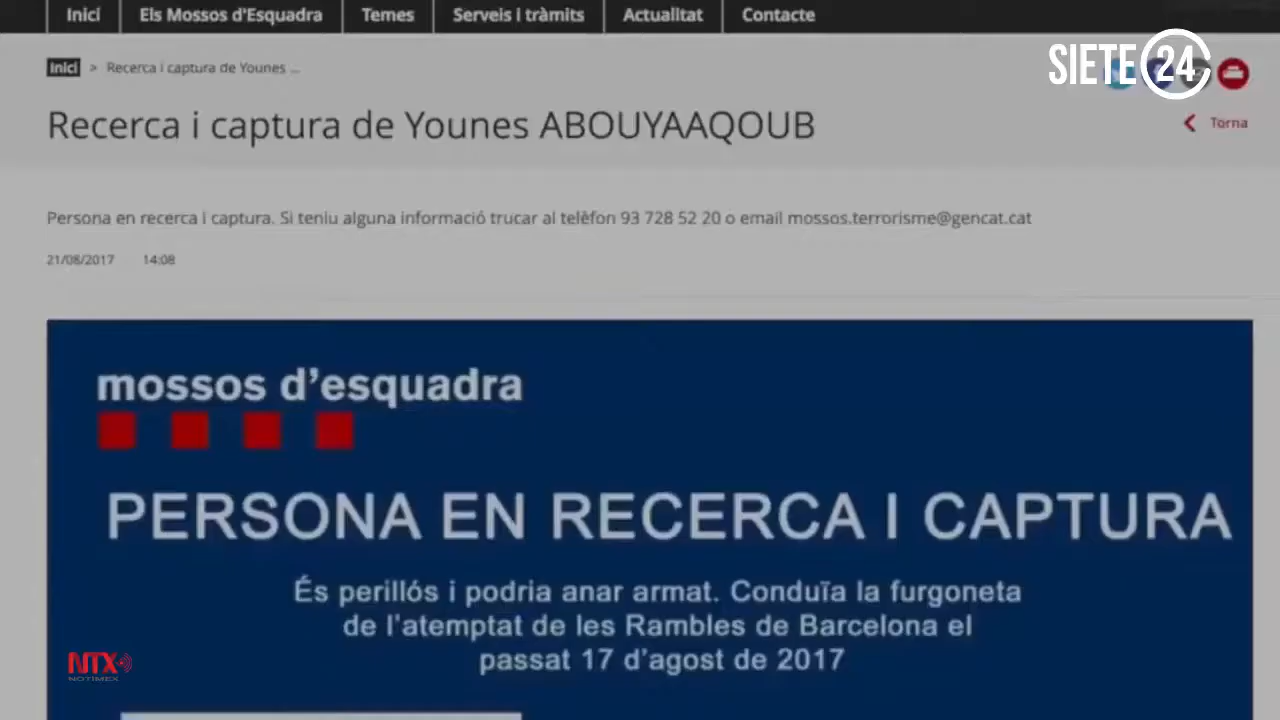 Inici Els Mossos d'Esquadra Temes Serveis i tràmits Actualitat Contacte
SIETE 24
Inici > Recerca i captura de Younes ...
Recerca i captura de Younes ABOUYAAQOUB
Torna
Persona en recerca i captura. Si teniu alguna informació trucar al telèfon 93 728 52 20 o email mossos.terrorisme@gencat.cat
21/08/2017 14:08
mossos d'esquadra
PERSONA EN RECERCA I CAPTURA
És perillós i podria anar armat. Conduïa la furgoneta
de l'atemptat de les Rambles de Barcelona el
passat 17 d'agost de 2017
NTX
NOTIMEX